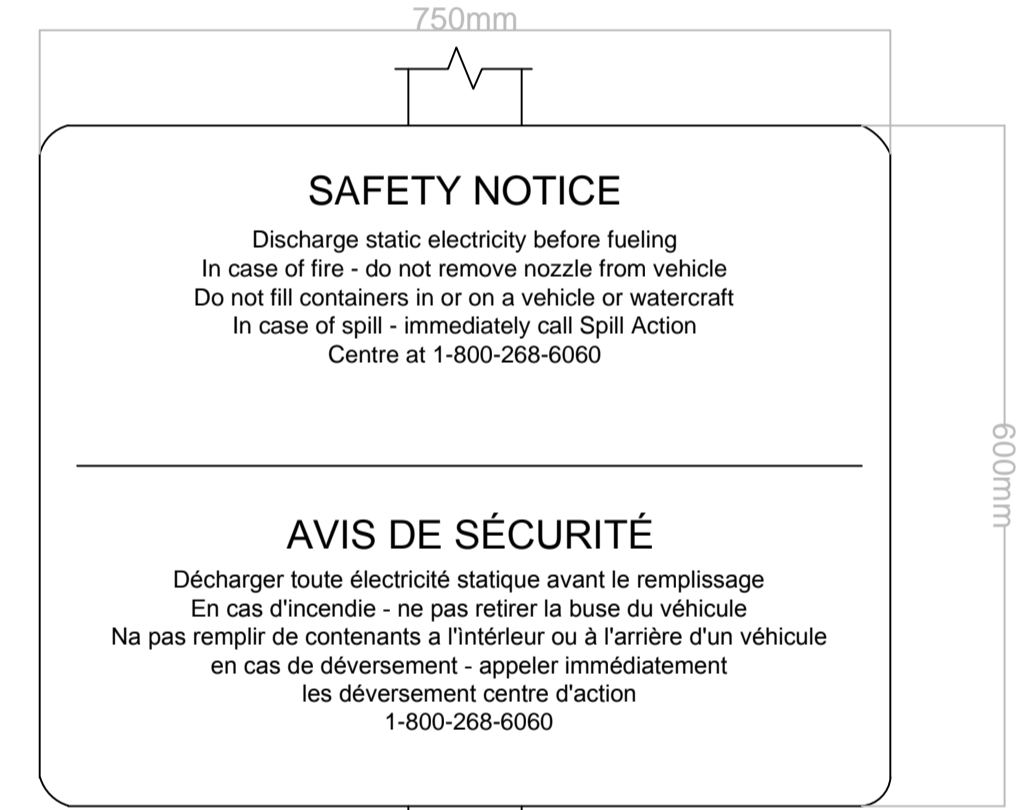 750mm
SAFETY NOTICE
Discharge static electricity before fueling
In case of fire - do not remove nozzle from vehicle
Do not fill containers in or on a vehicle or watercraft
In case of spill - immediately call Spill Action
Centre at 1-800-268-6060
600mm
AVIS DE SÉCURITÉ
Décharger toute électricité statique avant le remplissage
En cas d'incendie - ne pas retirer la buse du véhicule
Na pas remplir de contenants a l'intérleur ou à l'arrière d'un véhicule
en cas de déversement - appeler immédiatement
les déversement centre d'action
1-800-268-6060